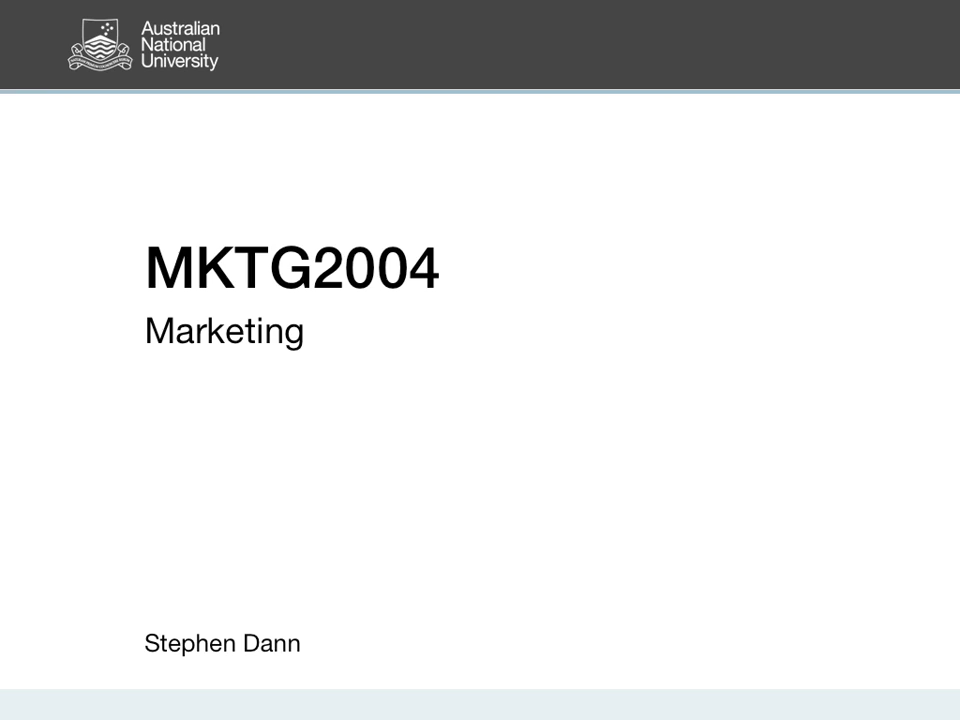 Australian
National
University
MKTG2004
Marketing
Stephen Dann